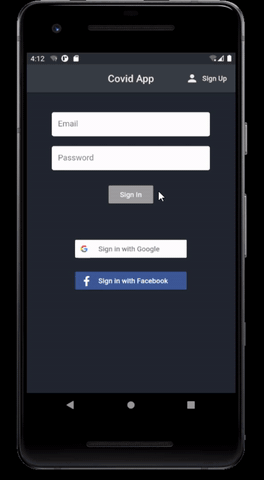 4:12
Covid App
Sign Up
Email
Password
Sign In
G
Sign in with Google
f
Sign in with Facebook